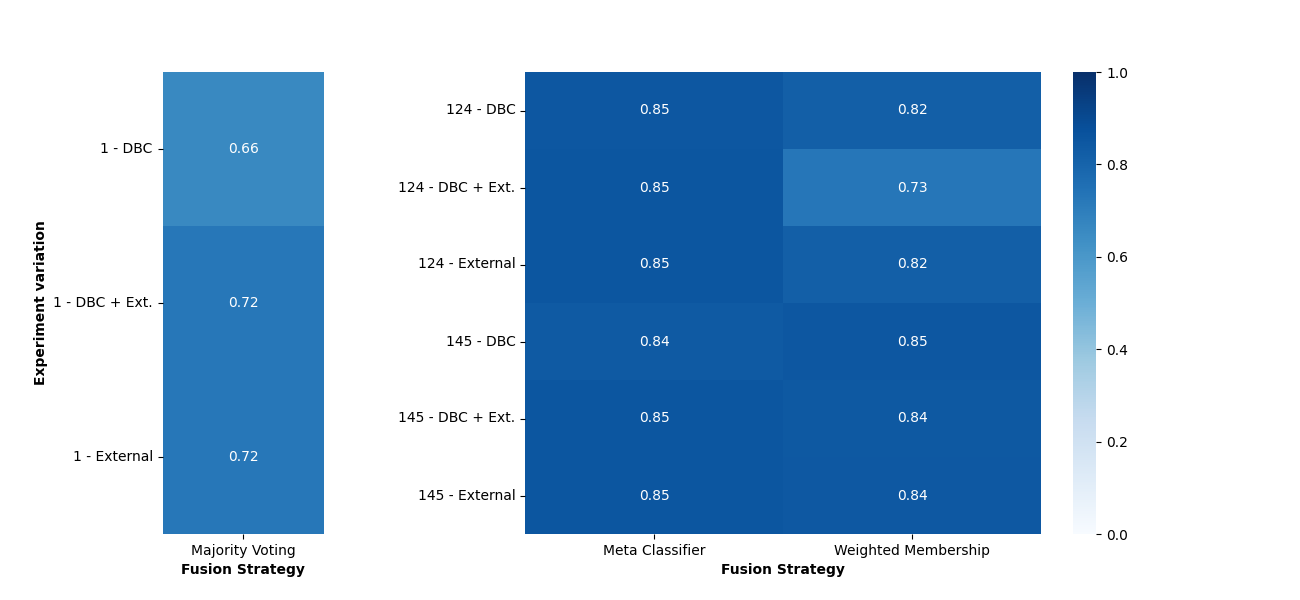 Experiment variation
1 - DBC
0.66
1 - DBC + Ext.
0.72
1 - External
0.72
Majority Voting
Fusion Strategy
124 - DBC
0.85 0.82
124 - DBC + Ext.
0.85 0.73
124 - External
0.85 0.82
145 - DBC
0.84 0.85
145 - DBC + Ext.
0.85 0.84
145 - External
0.85 0.84
Meta Classifier Weighted Membership
Fusion Strategy
1.0
0.8
0.6
0.4
0.2
0.0